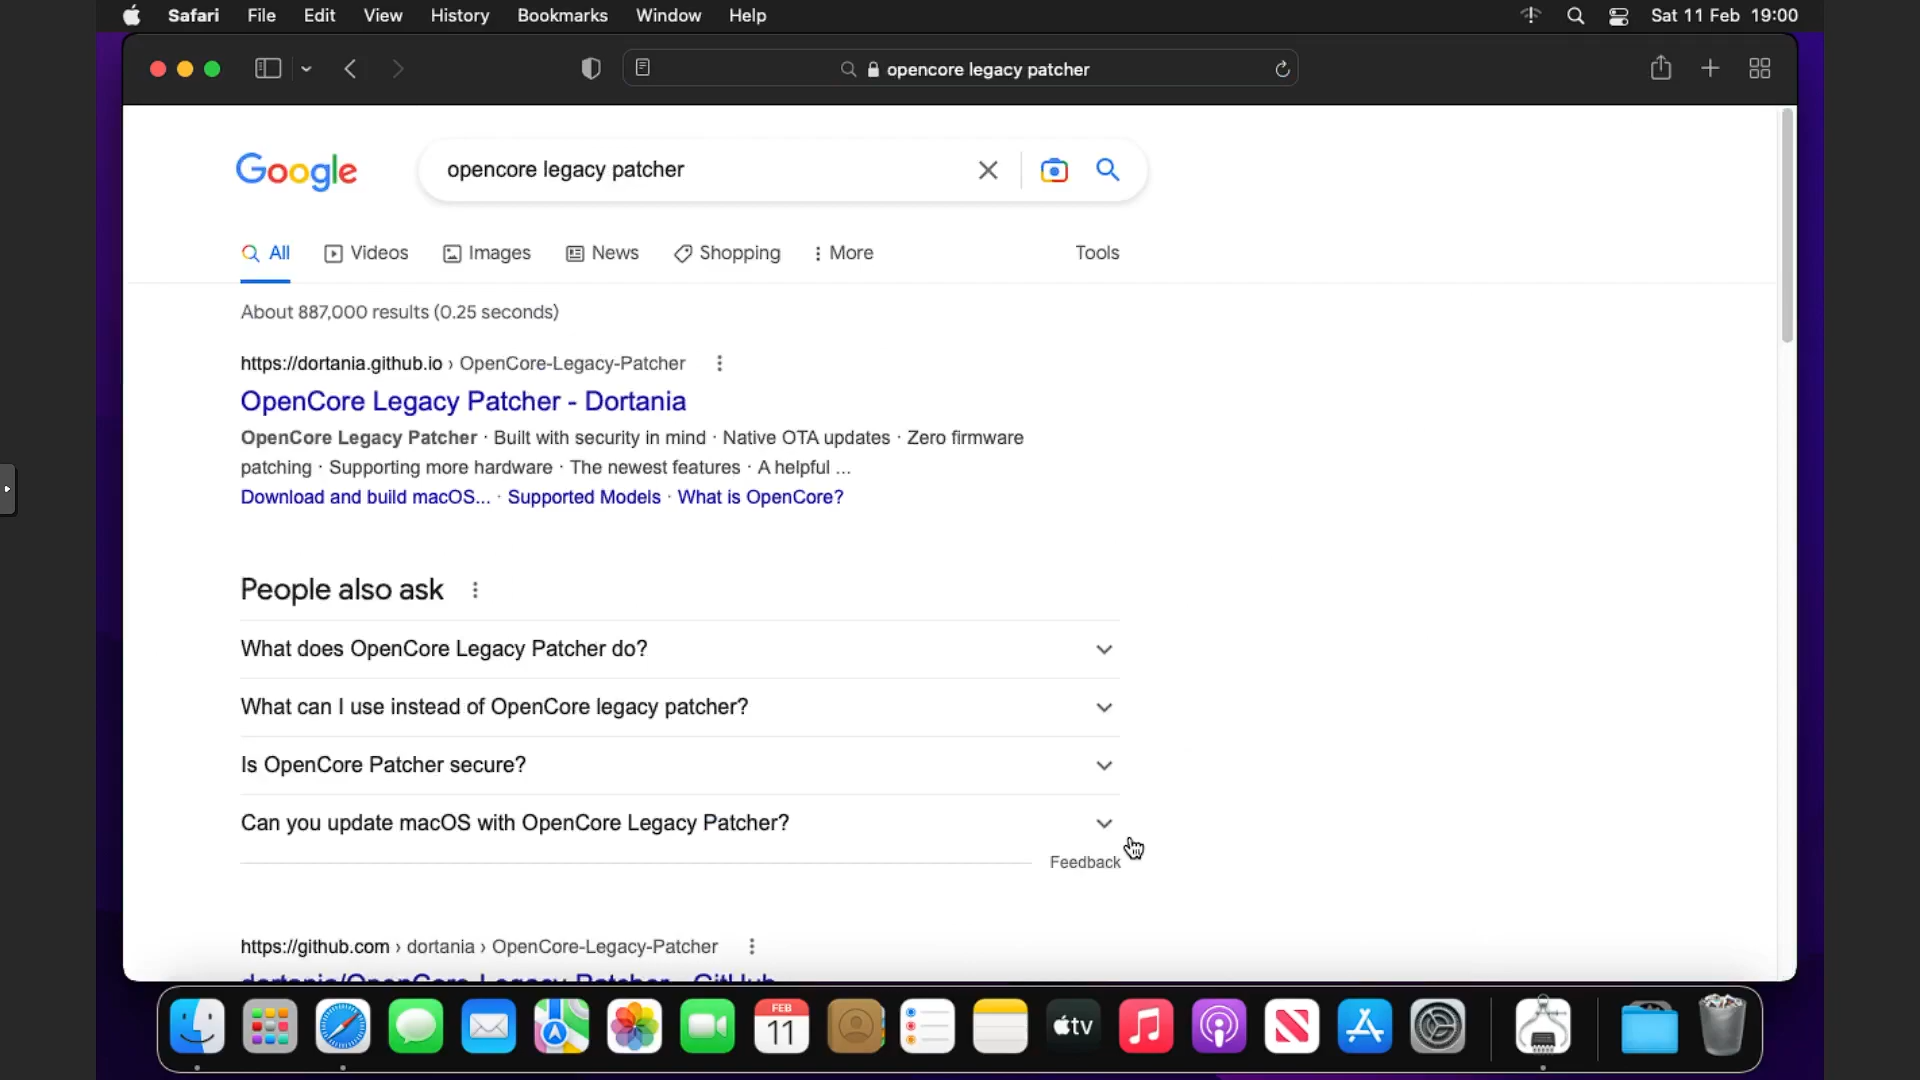 Safari File Edit View History Bookmarks Window Help
Sat 11 Feb 19:00
opencore legacy patcher
Google
opencore legacy patcher
All Videos Images News Shopping More Tools
About 887,000 results (0.25 seconds)
https://dortania.github.io › OpenCore-Legacy-Patcher
OpenCore Legacy Patcher - Dortania
OpenCore Legacy Patcher · Built with security in mind · Native OTA updates · Zero firmware
patching · Supporting more hardware · The newest features · A helpful ...
Download and build macOS... · Supported Models · What is OpenCore?
People also ask
What does OpenCore Legacy Patcher do?
What can I use instead of OpenCore legacy patcher?
Is OpenCore Patcher secure?
Can you update macOS with OpenCore Legacy Patcher?
Feedback
https://github.com › dortania › OpenCore-Legacy-Patcher
dortania/OpenCore-Legacy-Patcher - GitHub
FEB
11
tv